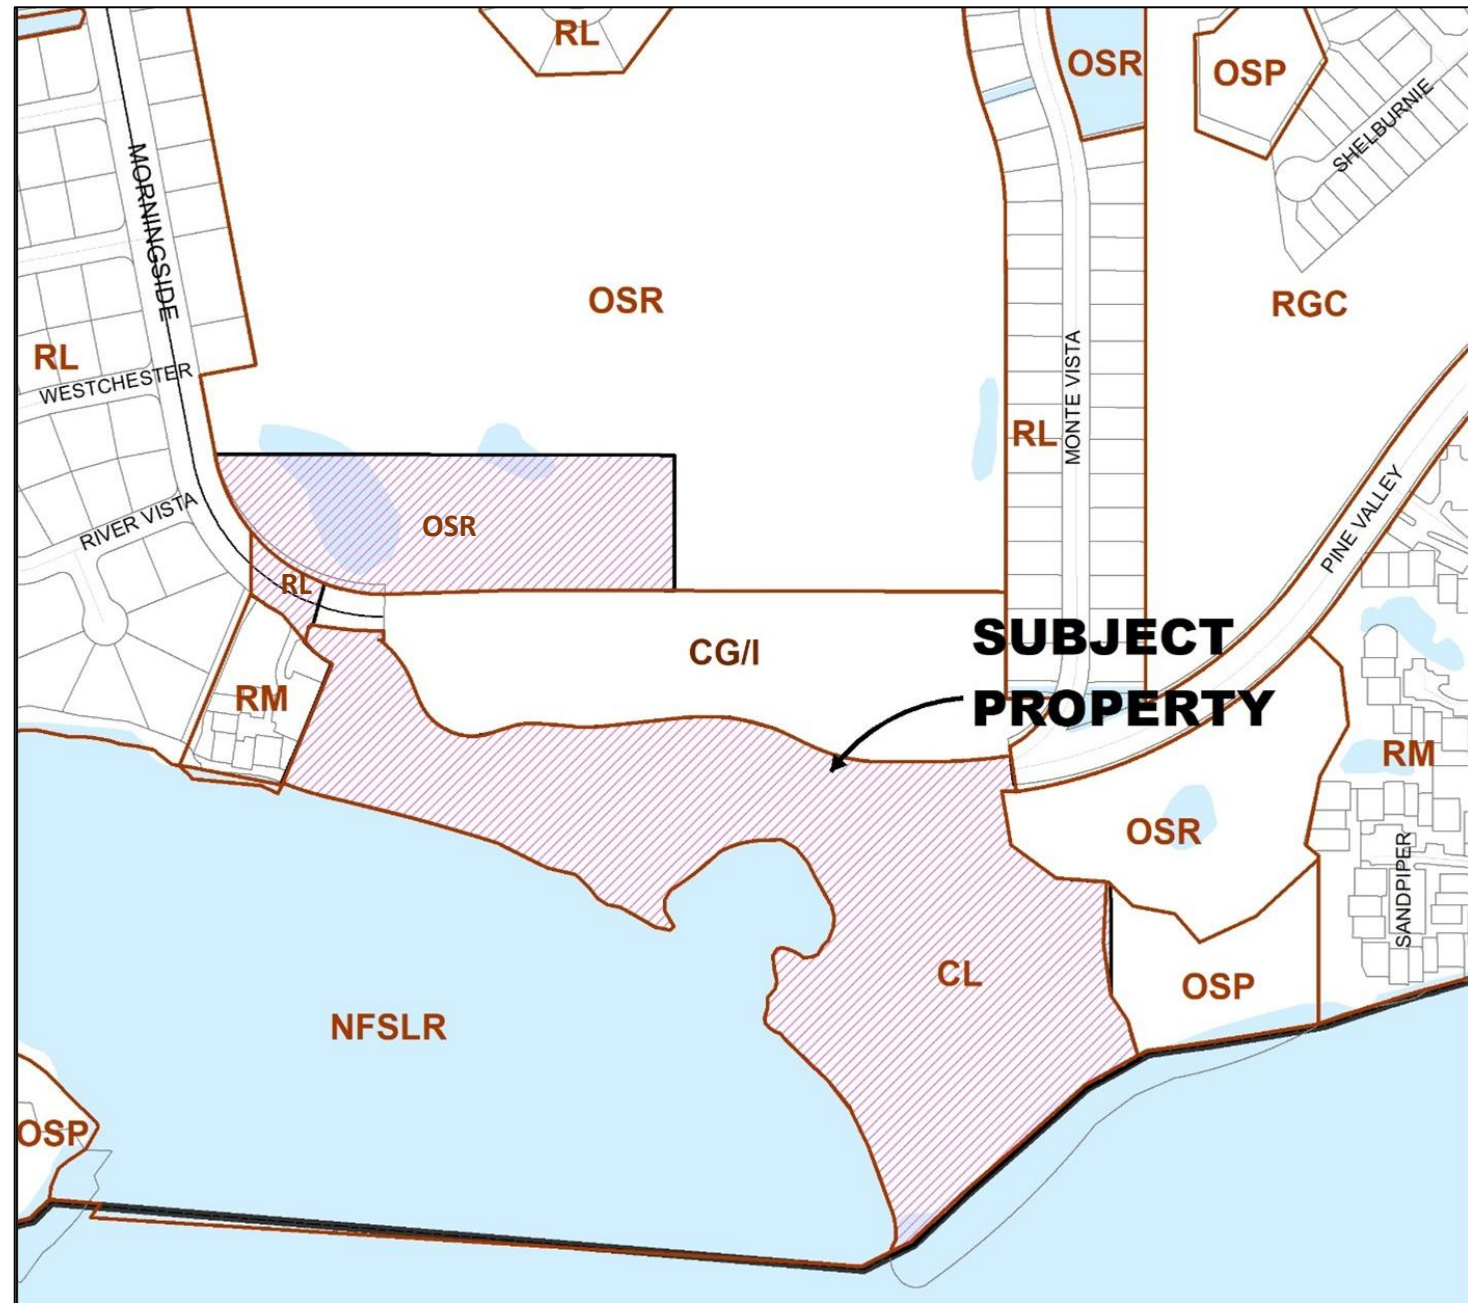 RL
OSR
OSP
SHELBURNIE
MORNINGSIDE
OSR
RGC
RL
WESTCHESTER
MONTE VISTA
RL
PINE VALLEY
RIVER VISTA
OSR
RL
CG/I
SUBJECT
PROPERTY
RM
RM
OSR
SANDPIPER
CL
OSP
NFSLR
OSP